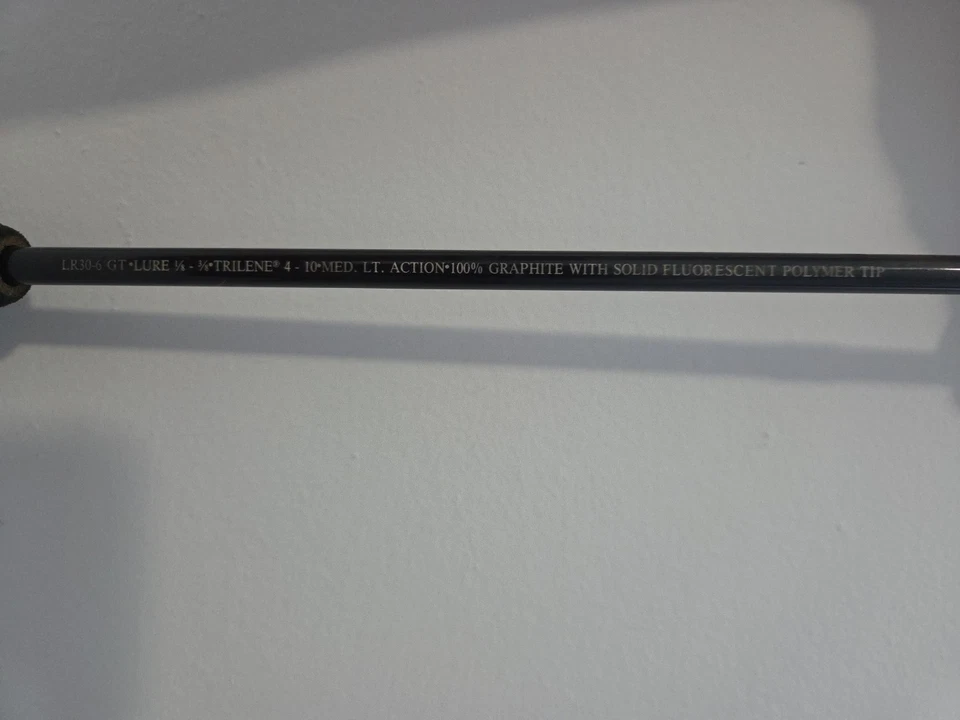 LR30-6'GT•LURE ⅛ - ⅜•TRILENE® 4 - 10•MED. LT. ACTION•100% GRAPHITE WITH SOLID FLUORESCENT POLYMER TIP